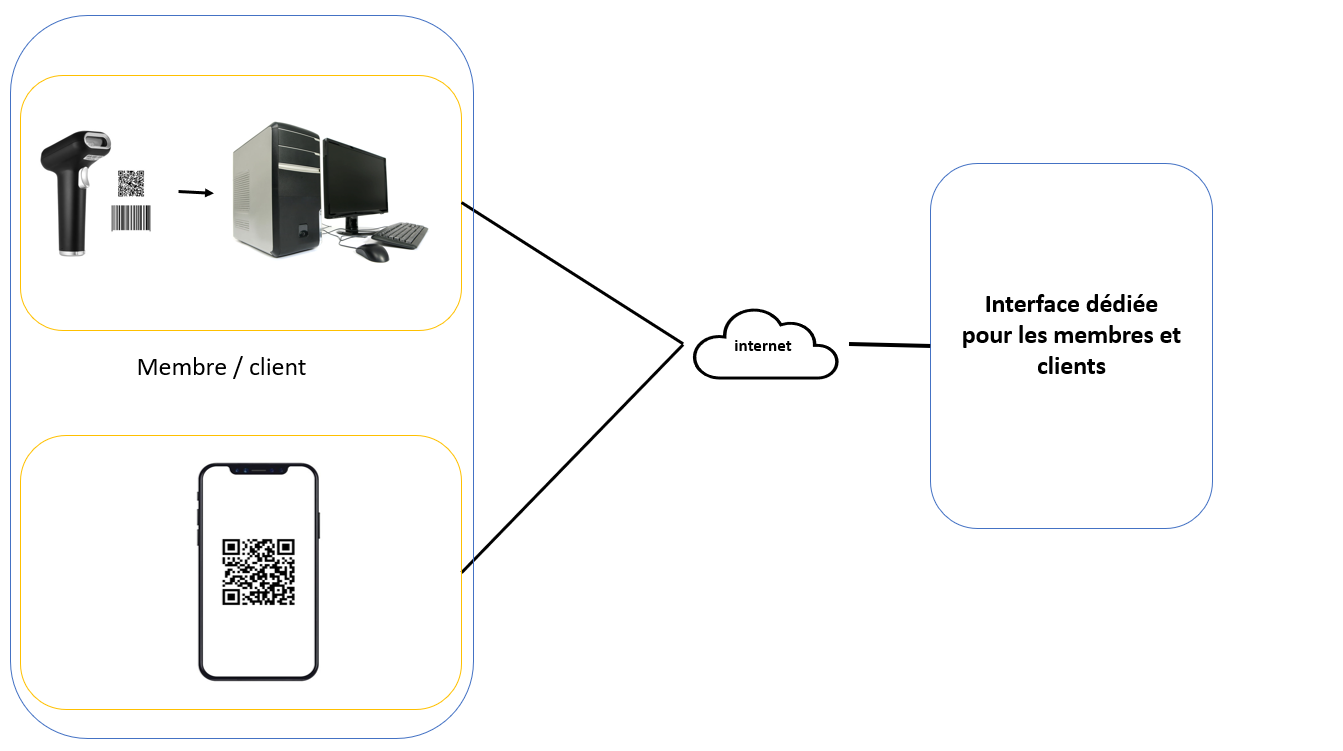 Membre / client
internet
Interface dédiée
pour les membres et
clients